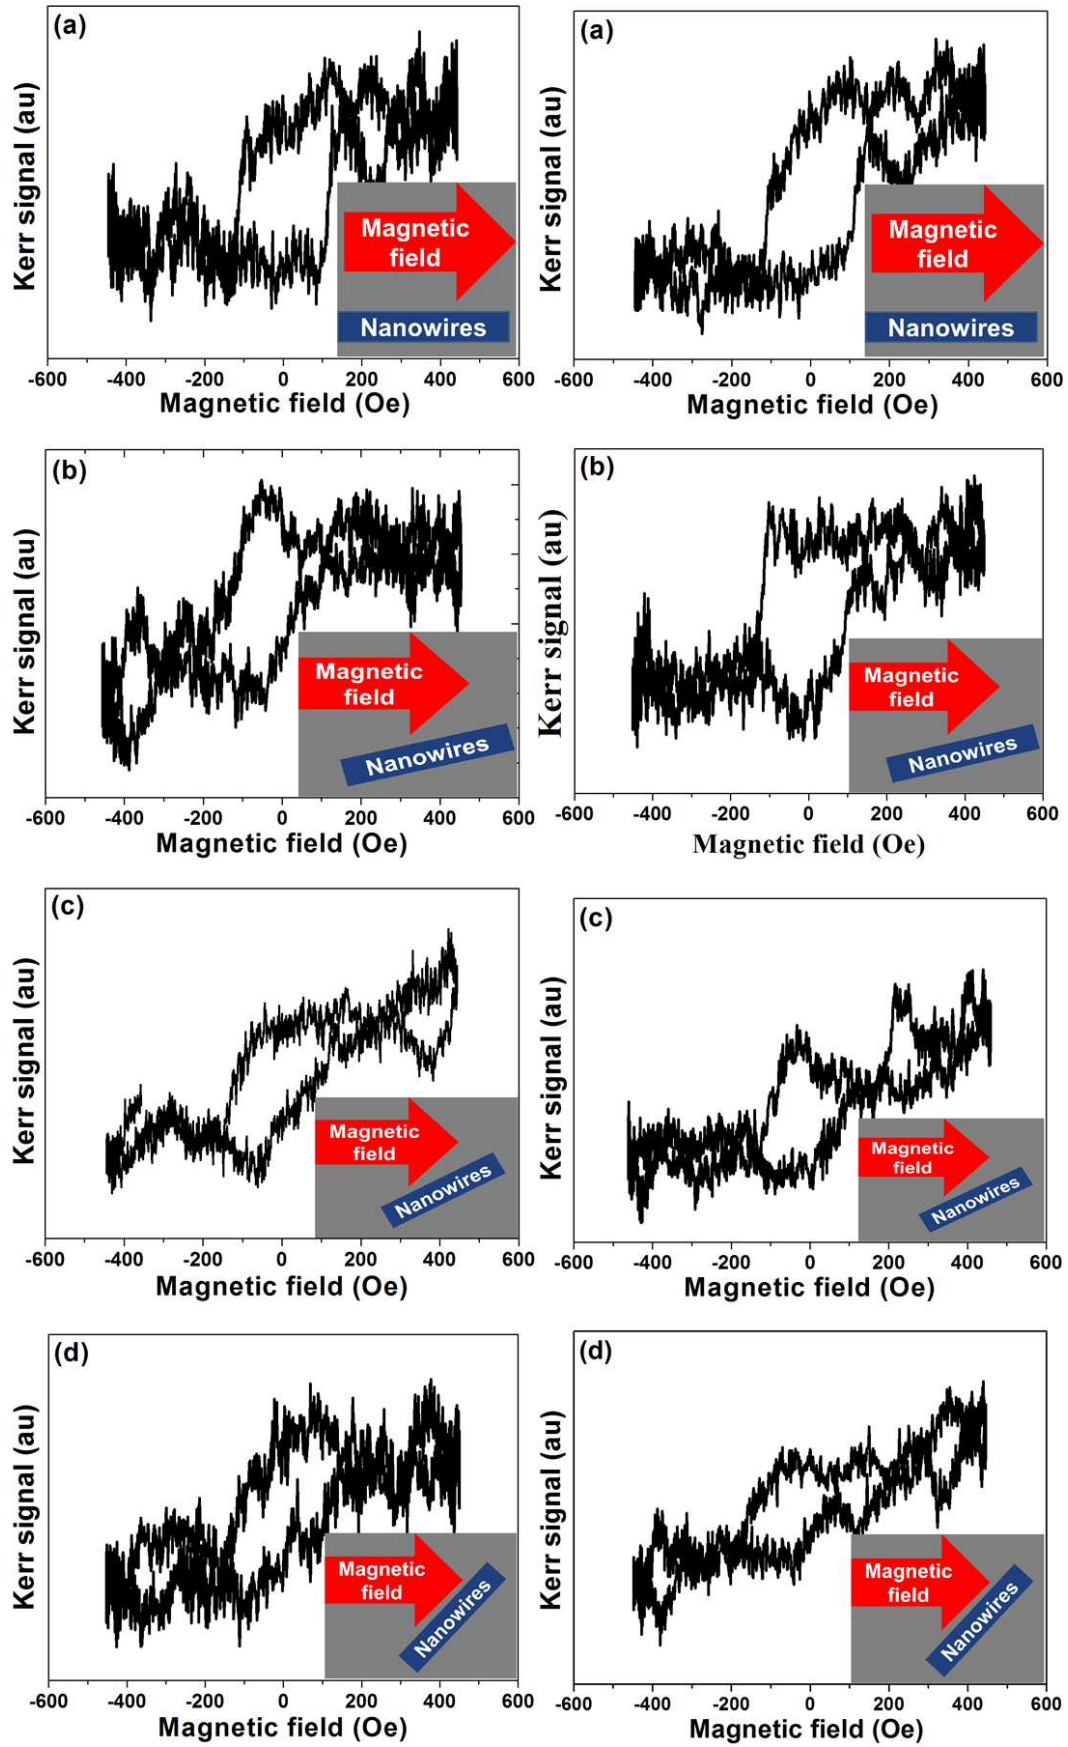 (a)
Kerr signal (au)
Magnetic
field
Nanowires
-600 -400 -200 0 200 400 600
Magnetic field (Oe)
(a)
Kerr signal (au)
Magnetic
field
Nanowires
-600 -400 -200 0 200 400 600
Magnetic field (Oe)
(b)
Kerr signal (au)
Magnetic
field
Nanowires
-600 -400 -200 0 200 400 600
Magnetic field (Oe)
(b)
Kerr signal (au)
Magnetic
field
Nanowires
-600 -400 -200 0 200 400 600
Magnetic field (Oe)
(c)
Kerr signal (au)
Magnetic
field
Nanowires
-600 -400 -200 0 200 400 600
Magnetic field (Oe)
(c)
Kerr signal (au)
Magnetic
field
Nanowires
-600 -400 -200 0 200 400 600
Magnetic field (Oe)
(d)
Kerr signal (au)
Magnetic
field
Nanowires
-600 -400 -200 0 200 400 600
Magnetic field (Oe)
(d)
Kerr signal (au)
Magnetic
field
Nanowires
-600 -400 -200 0 200 400 600
Magnetic field (Oe)